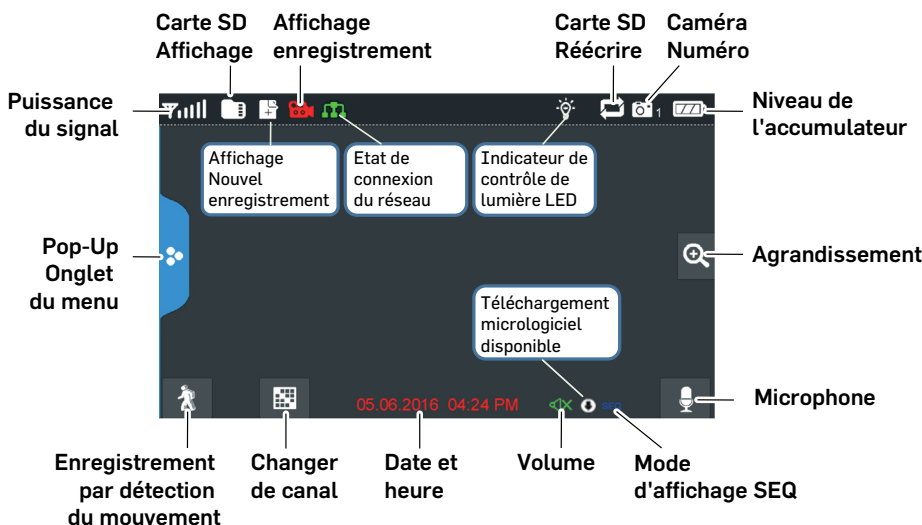 Carte SD
Affichage
Affichage
enregistrement
Carte SD
Réécrire
Caméra
Numéro
Puissance
du signal
1
Niveau de
l'accumulateur
Affichage
Nouvel
enregistrement
Etat de
connexion
du réseau
Indicateur de
contrôle de
lumière LED
Pop-Up
Onglet
du menu
Agrandissement
Téléchargement
micrologiciel
disponible
05.06.2016 04:24 PM
SEQ
Microphone
Enregistrement
par détection
du mouvement
Changer
de canal
Date et
heure
Volume
Mode
d'affichage SEQ